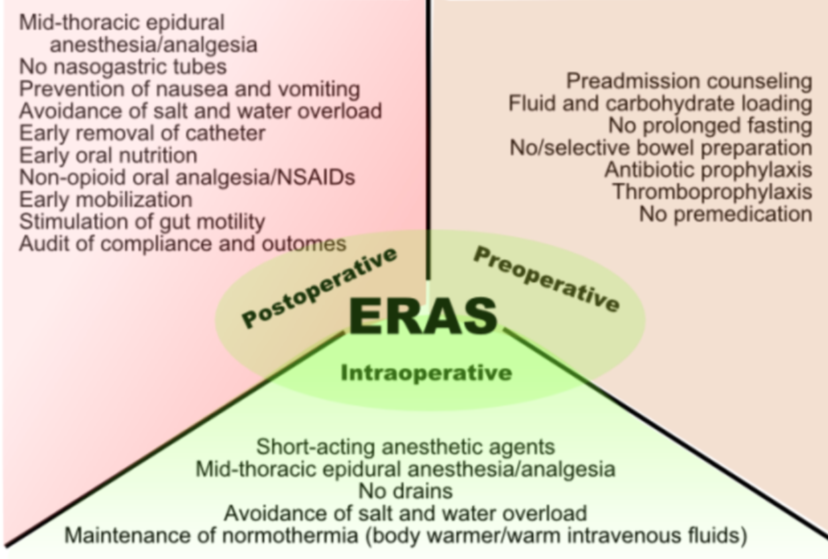 Mid-thoracic epidural
anesthesia/analgesia
No nasogastric tubes
Prevention of nausea and vomiting
Avoidance of salt and water overload
Early removal of catheter
Early oral nutrition
Non-opioid oral analgesia/NSAIDs
Early mobilization
Stimulation of gut motility
Audit of compliance and outcomes
Preadmission counseling
Fluid and carbohydrate loading
No prolonged fasting
No/selective bowel preparation
Antibiotic prophylaxis
Thromboprophylaxis
No premedication
Postoperative
Preoperative
ERAS
Intraoperative
Short-acting anesthetic agents
Mid-thoracic epidural anesthesia/analgesia
No drains
Avoidance of salt and water overload
Maintenance of normothermia (body warmer/warm intravenous fluids)